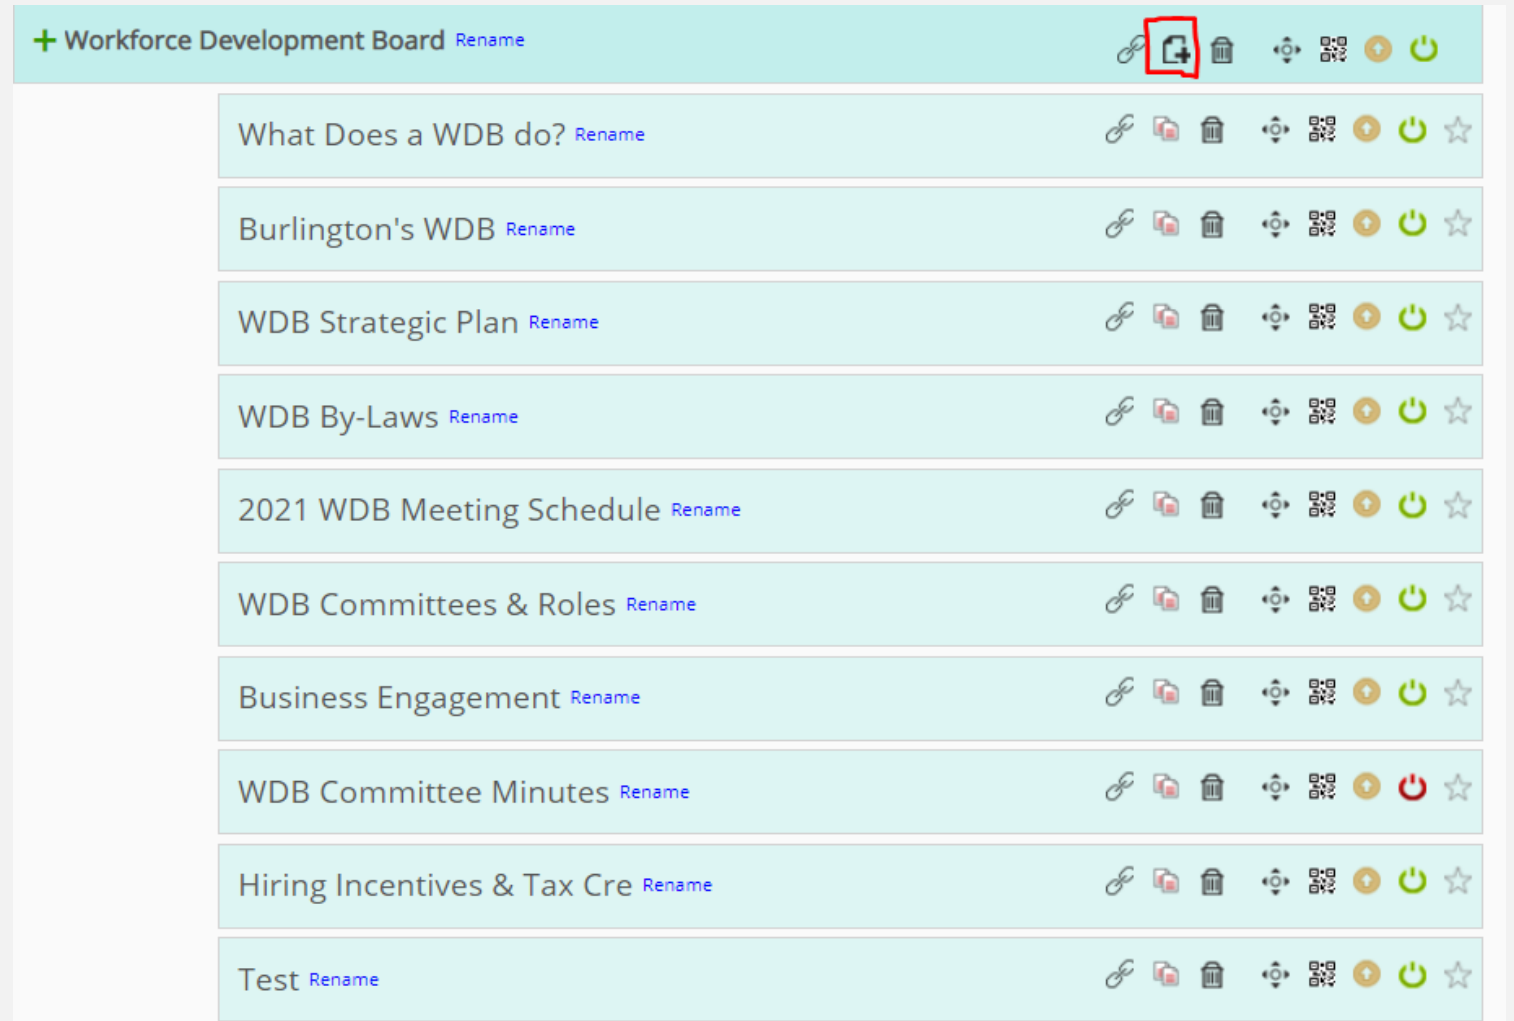 Workforce Development Board Rename
What Does a WDB do? Rename
Burlington's WDB Rename
WDB Strategic Plan Rename
WDB By-Laws Rename
2021 WDB Meeting Schedule Rename
WDB Committees & Roles Rename
Business Engagement Rename
WDB Committee Minutes Rename
Hiring Incentives & Tax Cre Rename
Test Rename